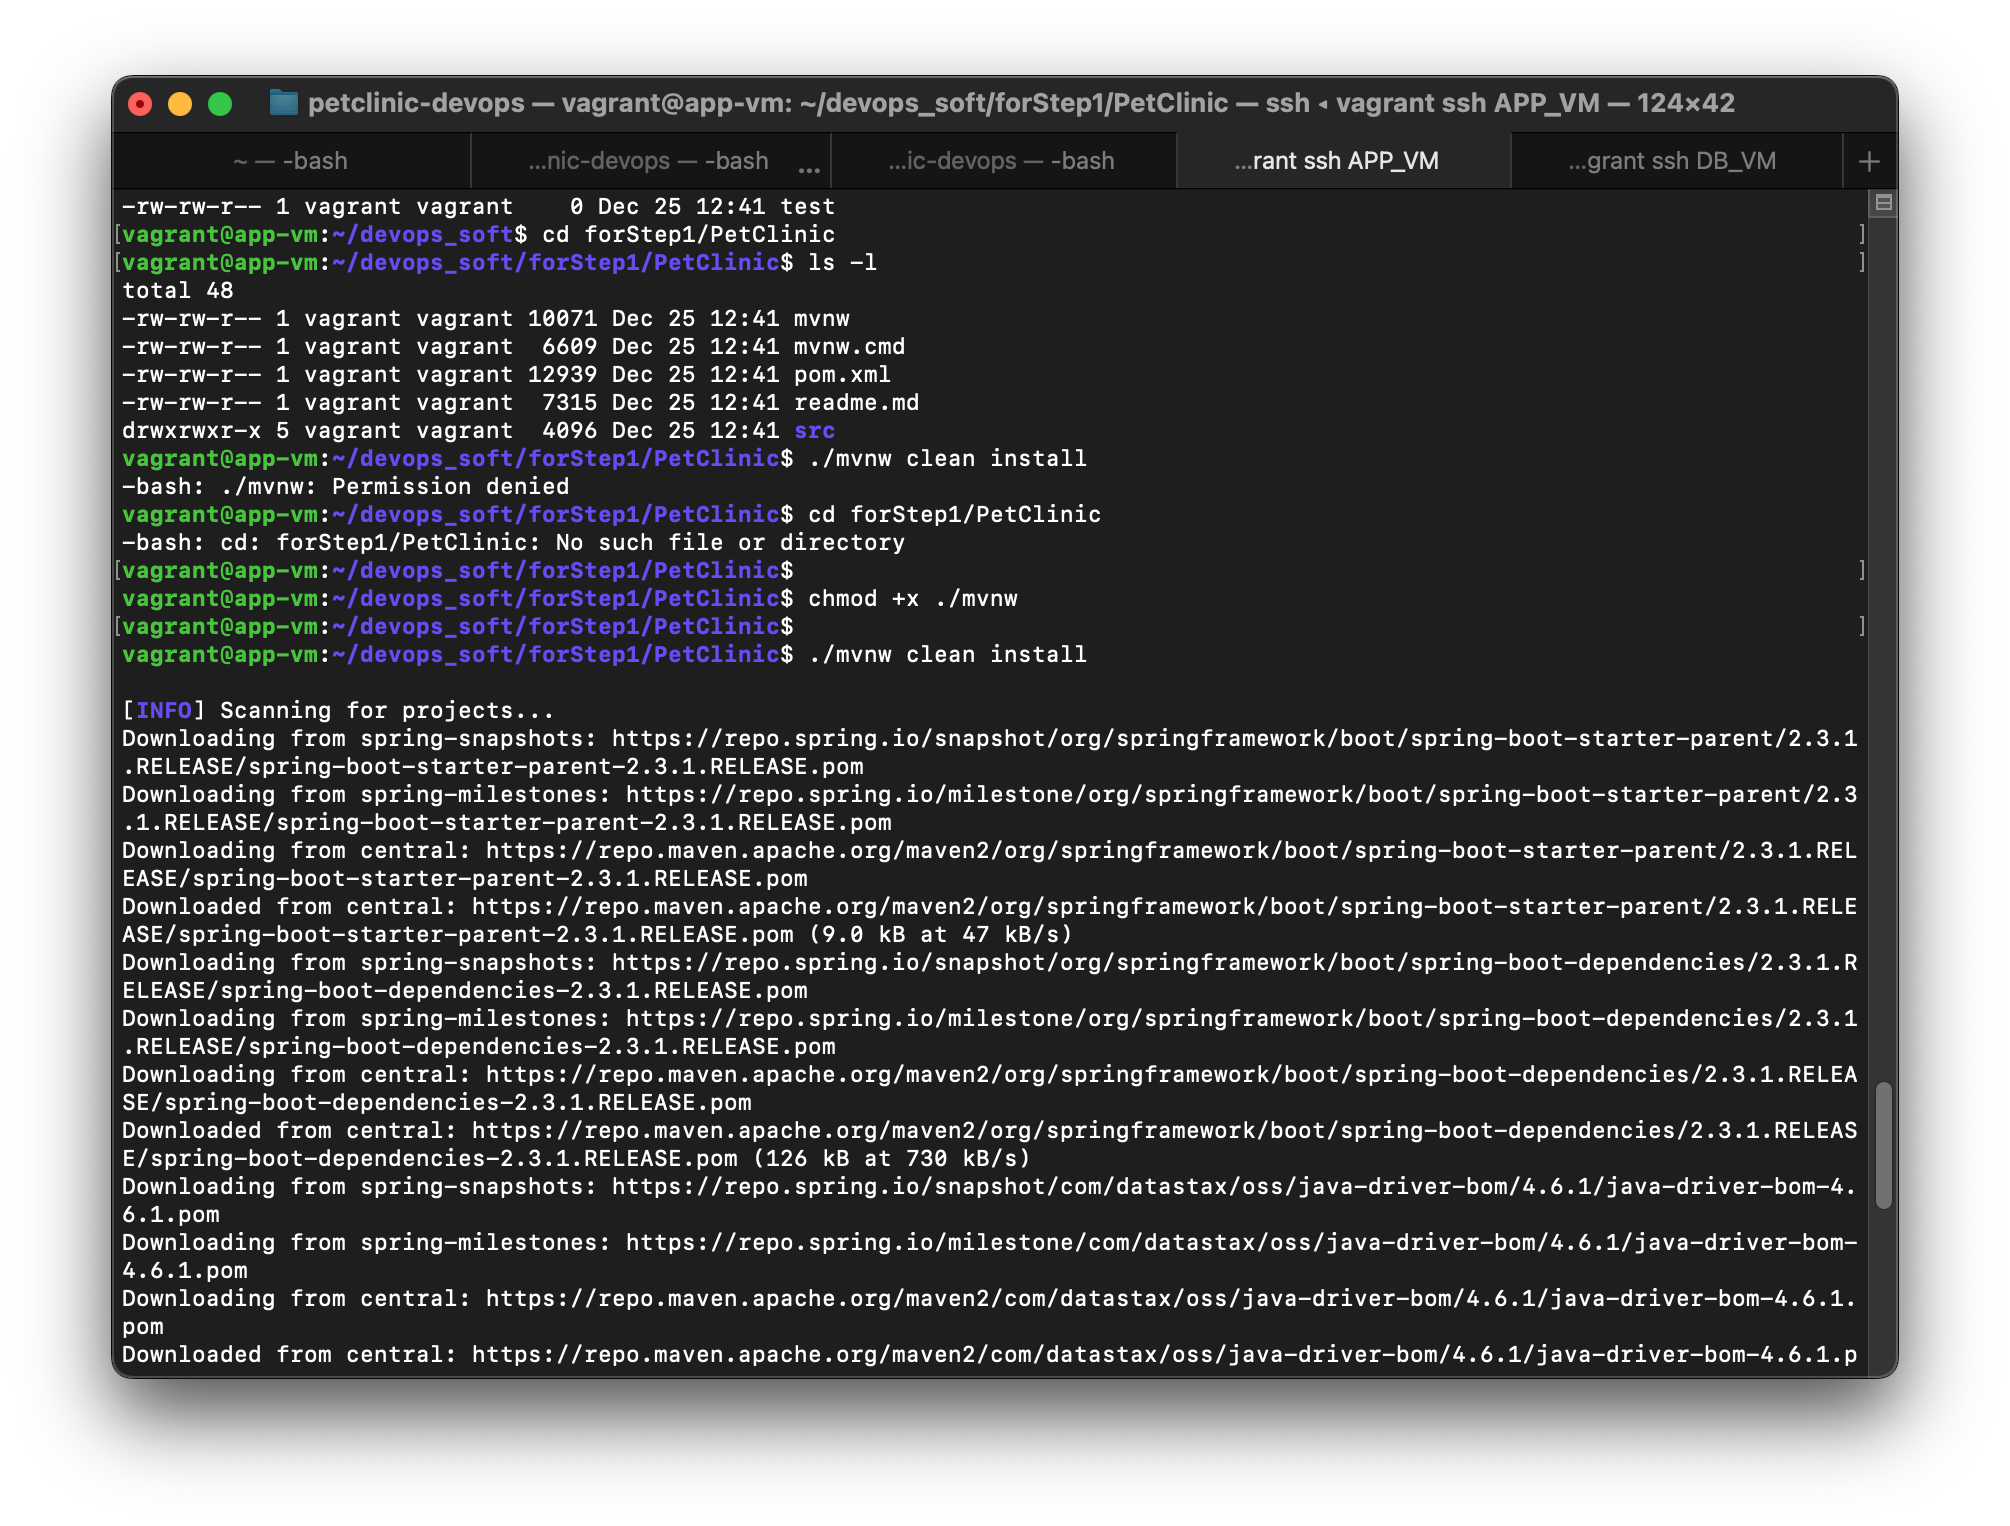 petclinic-devops — vagrant@app-vm: ~/devops_soft/forStep1/PetClinic — ssh ◂ vagrant ssh APP_VM — 124×42
~ — -bash
...nic-devops — -bash ...
...ic-devops — -bash
...rant ssh APP_VM
...grant ssh DB_VM
+
-rw-rw-r-- 1 vagrant vagrant    0 Dec 25 12:41 test
[vagrant@app-vm:~/devops_soft$ cd forStep1/PetClinic ]
[vagrant@app-vm:~/devops_soft/forStep1/PetClinic$ ls -l ]
total 48
-rw-rw-r-- 1 vagrant vagrant 10071 Dec 25 12:41 mvnw
-rw-rw-r-- 1 vagrant vagrant  6609 Dec 25 12:41 mvnw.cmd
-rw-rw-r-- 1 vagrant vagrant 12939 Dec 25 12:41 pom.xml
-rw-rw-r-- 1 vagrant vagrant  7315 Dec 25 12:41 readme.md
drwxrwxr-x 5 vagrant vagrant  4096 Dec 25 12:41 src
vagrant@app-vm:~/devops_soft/forStep1/PetClinic$ ./mvnw clean install
-bash: ./mvnw: Permission denied
vagrant@app-vm:~/devops_soft/forStep1/PetClinic$ cd forStep1/PetClinic
-bash: cd: forStep1/PetClinic: No such file or directory
[vagrant@app-vm:~/devops_soft/forStep1/PetClinic$ ]
vagrant@app-vm:~/devops_soft/forStep1/PetClinic$ chmod +x ./mvnw
[vagrant@app-vm:~/devops_soft/forStep1/PetClinic$ ]
vagrant@app-vm:~/devops_soft/forStep1/PetClinic$ ./mvnw clean install
[INFO] Scanning for projects...
Downloading from spring-snapshots: https://repo.spring.io/snapshot/org/springframework/boot/spring-boot-starter-parent/2.3.1
.RELEASE/spring-boot-starter-parent-2.3.1.RELEASE.pom
Downloading from spring-milestones: https://repo.spring.io/milestone/org/springframework/boot/spring-boot-starter-parent/2.3
.1.RELEASE/spring-boot-starter-parent-2.3.1.RELEASE.pom
Downloading from central: https://repo.maven.apache.org/maven2/org/springframework/boot/spring-boot-starter-parent/2.3.1.REL
EASE/spring-boot-starter-parent-2.3.1.RELEASE.pom
Downloaded from central: https://repo.maven.apache.org/maven2/org/springframework/boot/spring-boot-starter-parent/2.3.1.RELE
ASE/spring-boot-starter-parent-2.3.1.RELEASE.pom (9.0 kB at 47 kB/s)
Downloading from spring-snapshots: https://repo.spring.io/snapshot/org/springframework/boot/spring-boot-dependencies/2.3.1.R
ELEASE/spring-boot-dependencies-2.3.1.RELEASE.pom
Downloading from spring-milestones: https://repo.spring.io/milestone/org/springframework/boot/spring-boot-dependencies/2.3.1
.RELEASE/spring-boot-dependencies-2.3.1.RELEASE.pom
Downloading from central: https://repo.maven.apache.org/maven2/org/springframework/boot/spring-boot-dependencies/2.3.1.RELEA
SE/spring-boot-dependencies-2.3.1.RELEASE.pom
Downloaded from central: https://repo.maven.apache.org/maven2/org/springframework/boot/spring-boot-dependencies/2.3.1.RELEAS
E/spring-boot-dependencies-2.3.1.RELEASE.pom (126 kB at 730 kB/s)
Downloading from spring-snapshots: https://repo.spring.io/snapshot/com/datastax/oss/java-driver-bom/4.6.1/java-driver-bom-4.
6.1.pom
Downloading from spring-milestones: https://repo.spring.io/milestone/com/datastax/oss/java-driver-bom/4.6.1/java-driver-bom-
4.6.1.pom
Downloading from central: https://repo.maven.apache.org/maven2/com/datastax/oss/java-driver-bom/4.6.1/java-driver-bom-4.6.1.
pom
Downloaded from central: https://repo.maven.apache.org/maven2/com/datastax/oss/java-driver-bom/4.6.1/java-driver-bom-4.6.1.p